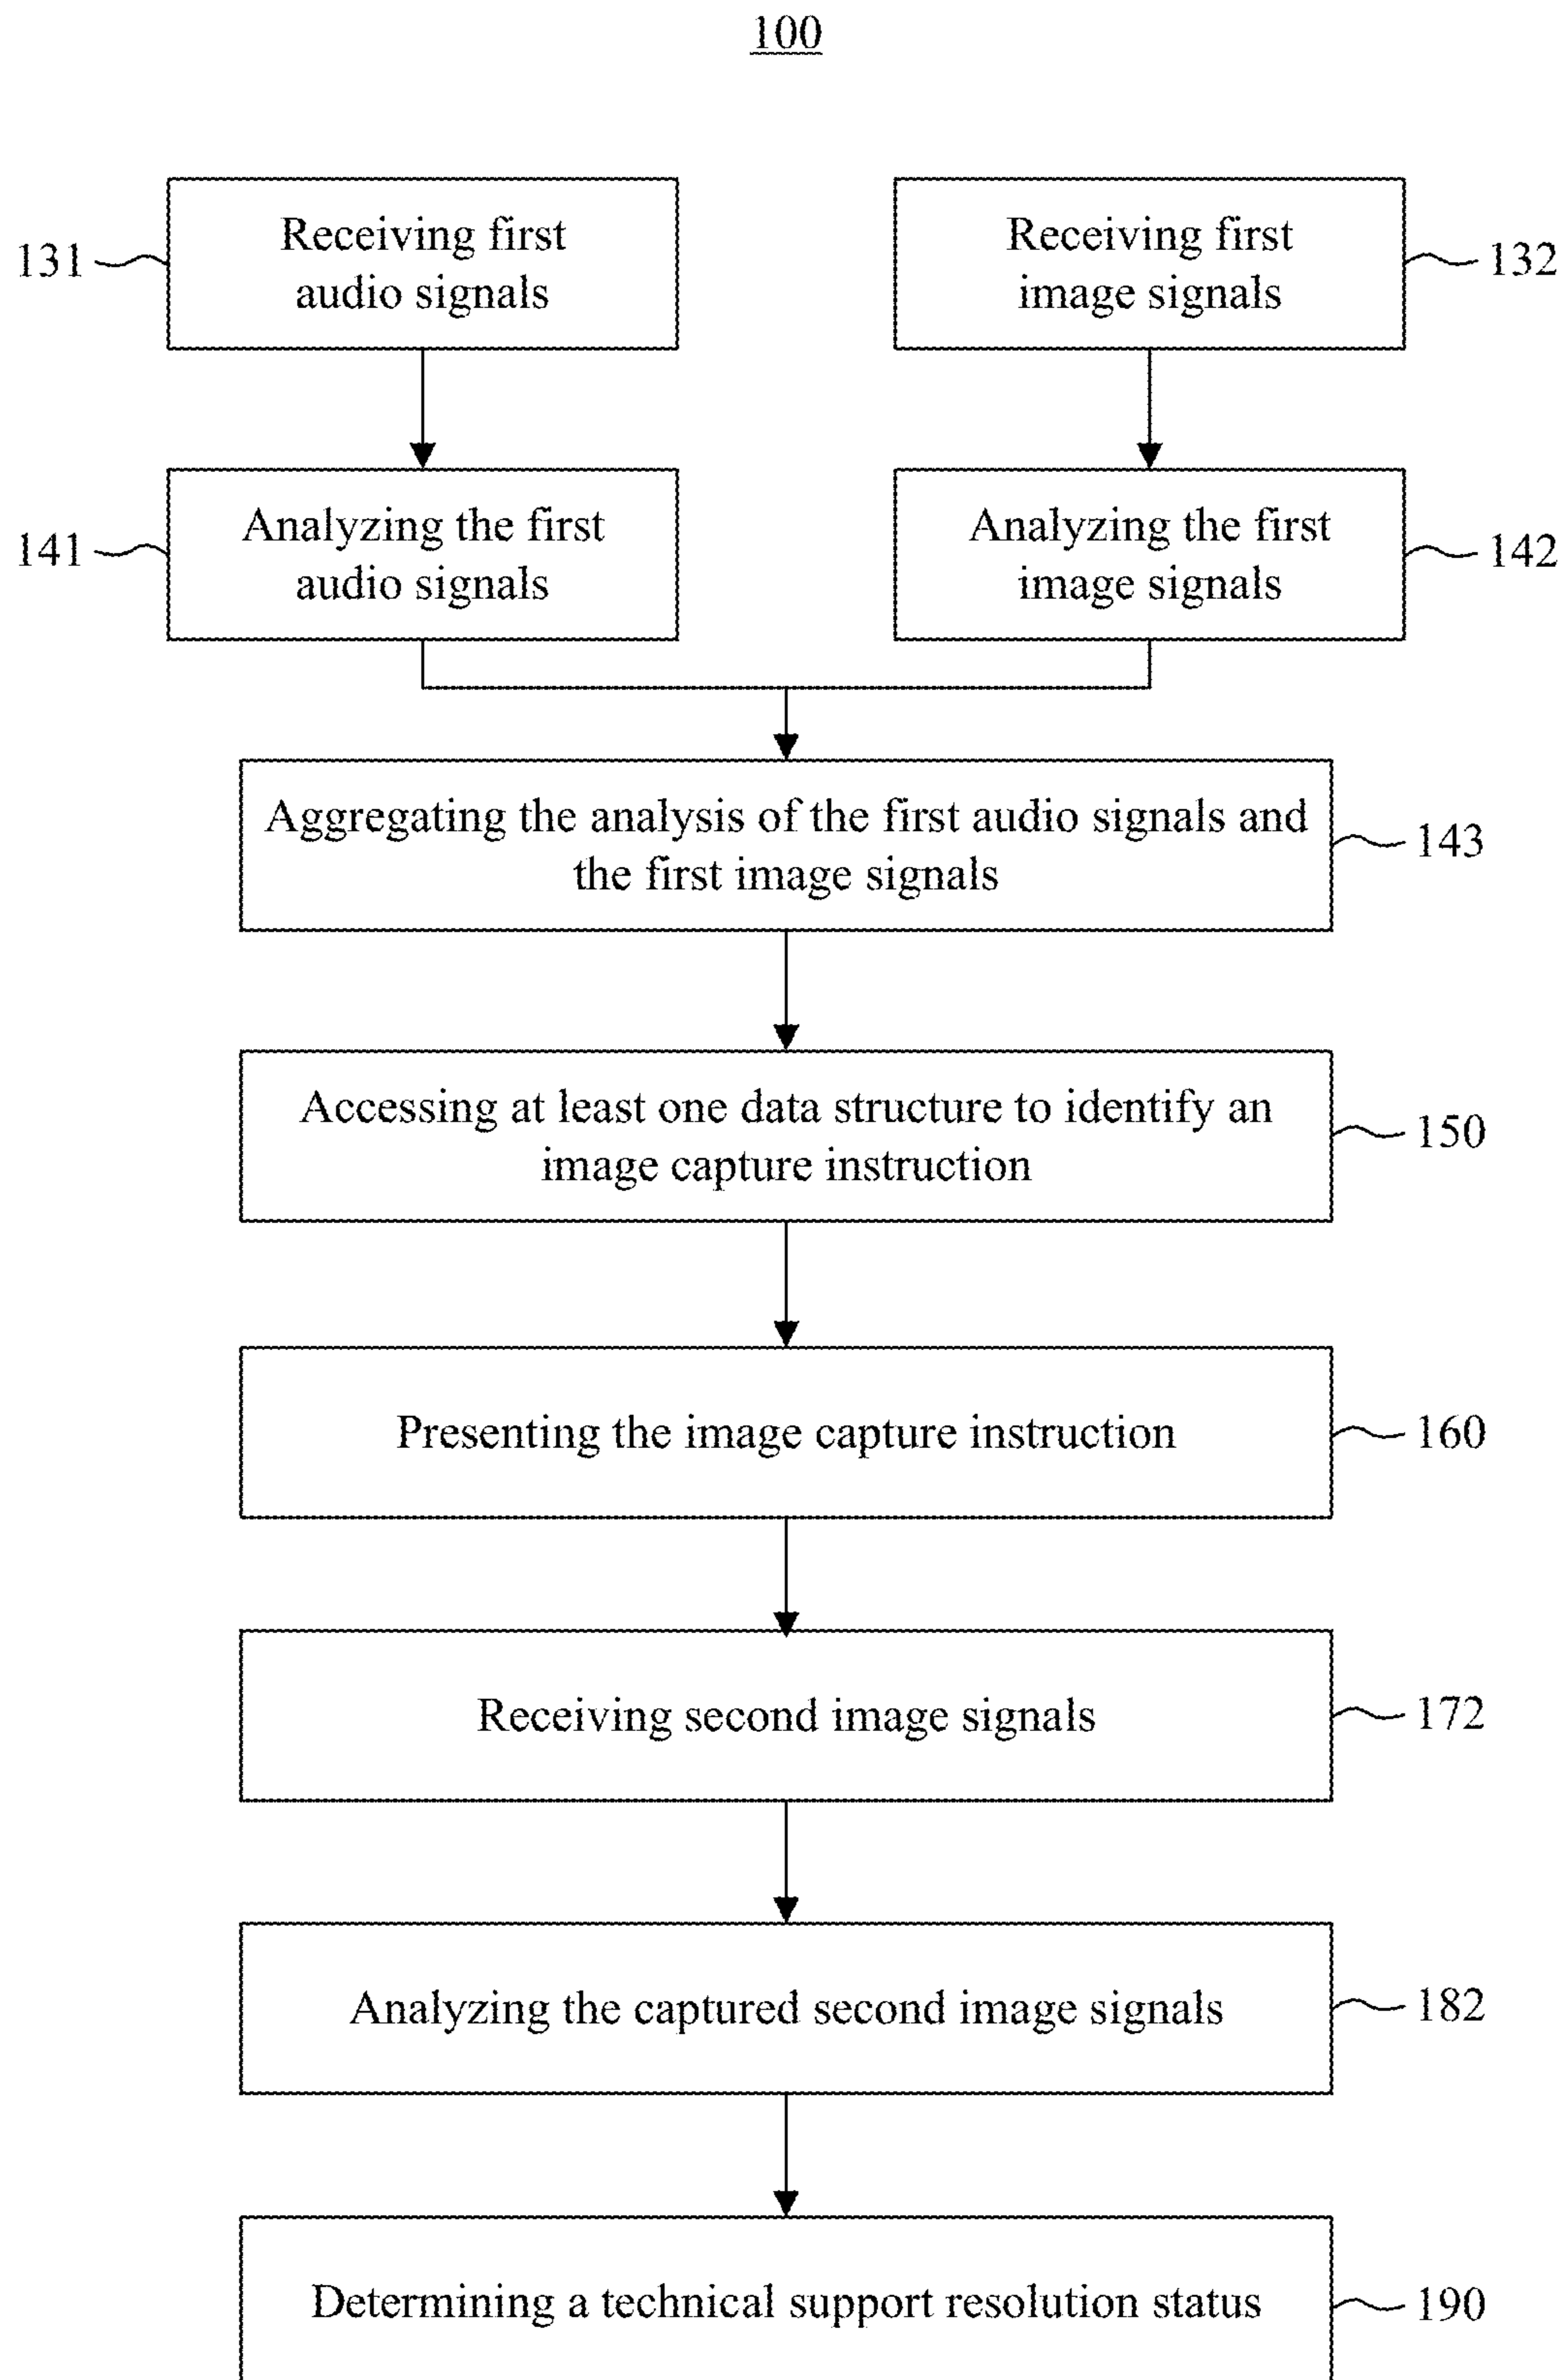 100
Receiving first
audio signals
131
Receiving first
image signals
132
Analyzing the first
audio signals
141
Analyzing the first
image signals
142
Aggregating the analysis of the first audio signals and
the first image signals
143
Accessing at least one data structure to identify an
image capture instruction
150
Presenting the image capture instruction
160
Receiving second image signals
172
Analyzing the captured second image signals
182
Determining a technical support resolution status
190